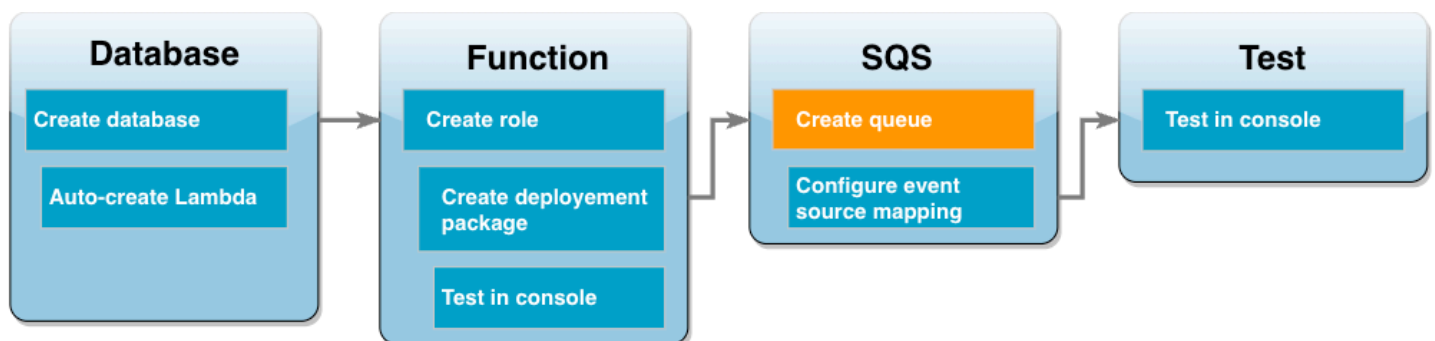 Database
Create database
Auto-create Lambda
Function
Create role
Create deployement
package
Test in console
SQS
Create queue
Configure event
source mapping
Test
Test in console